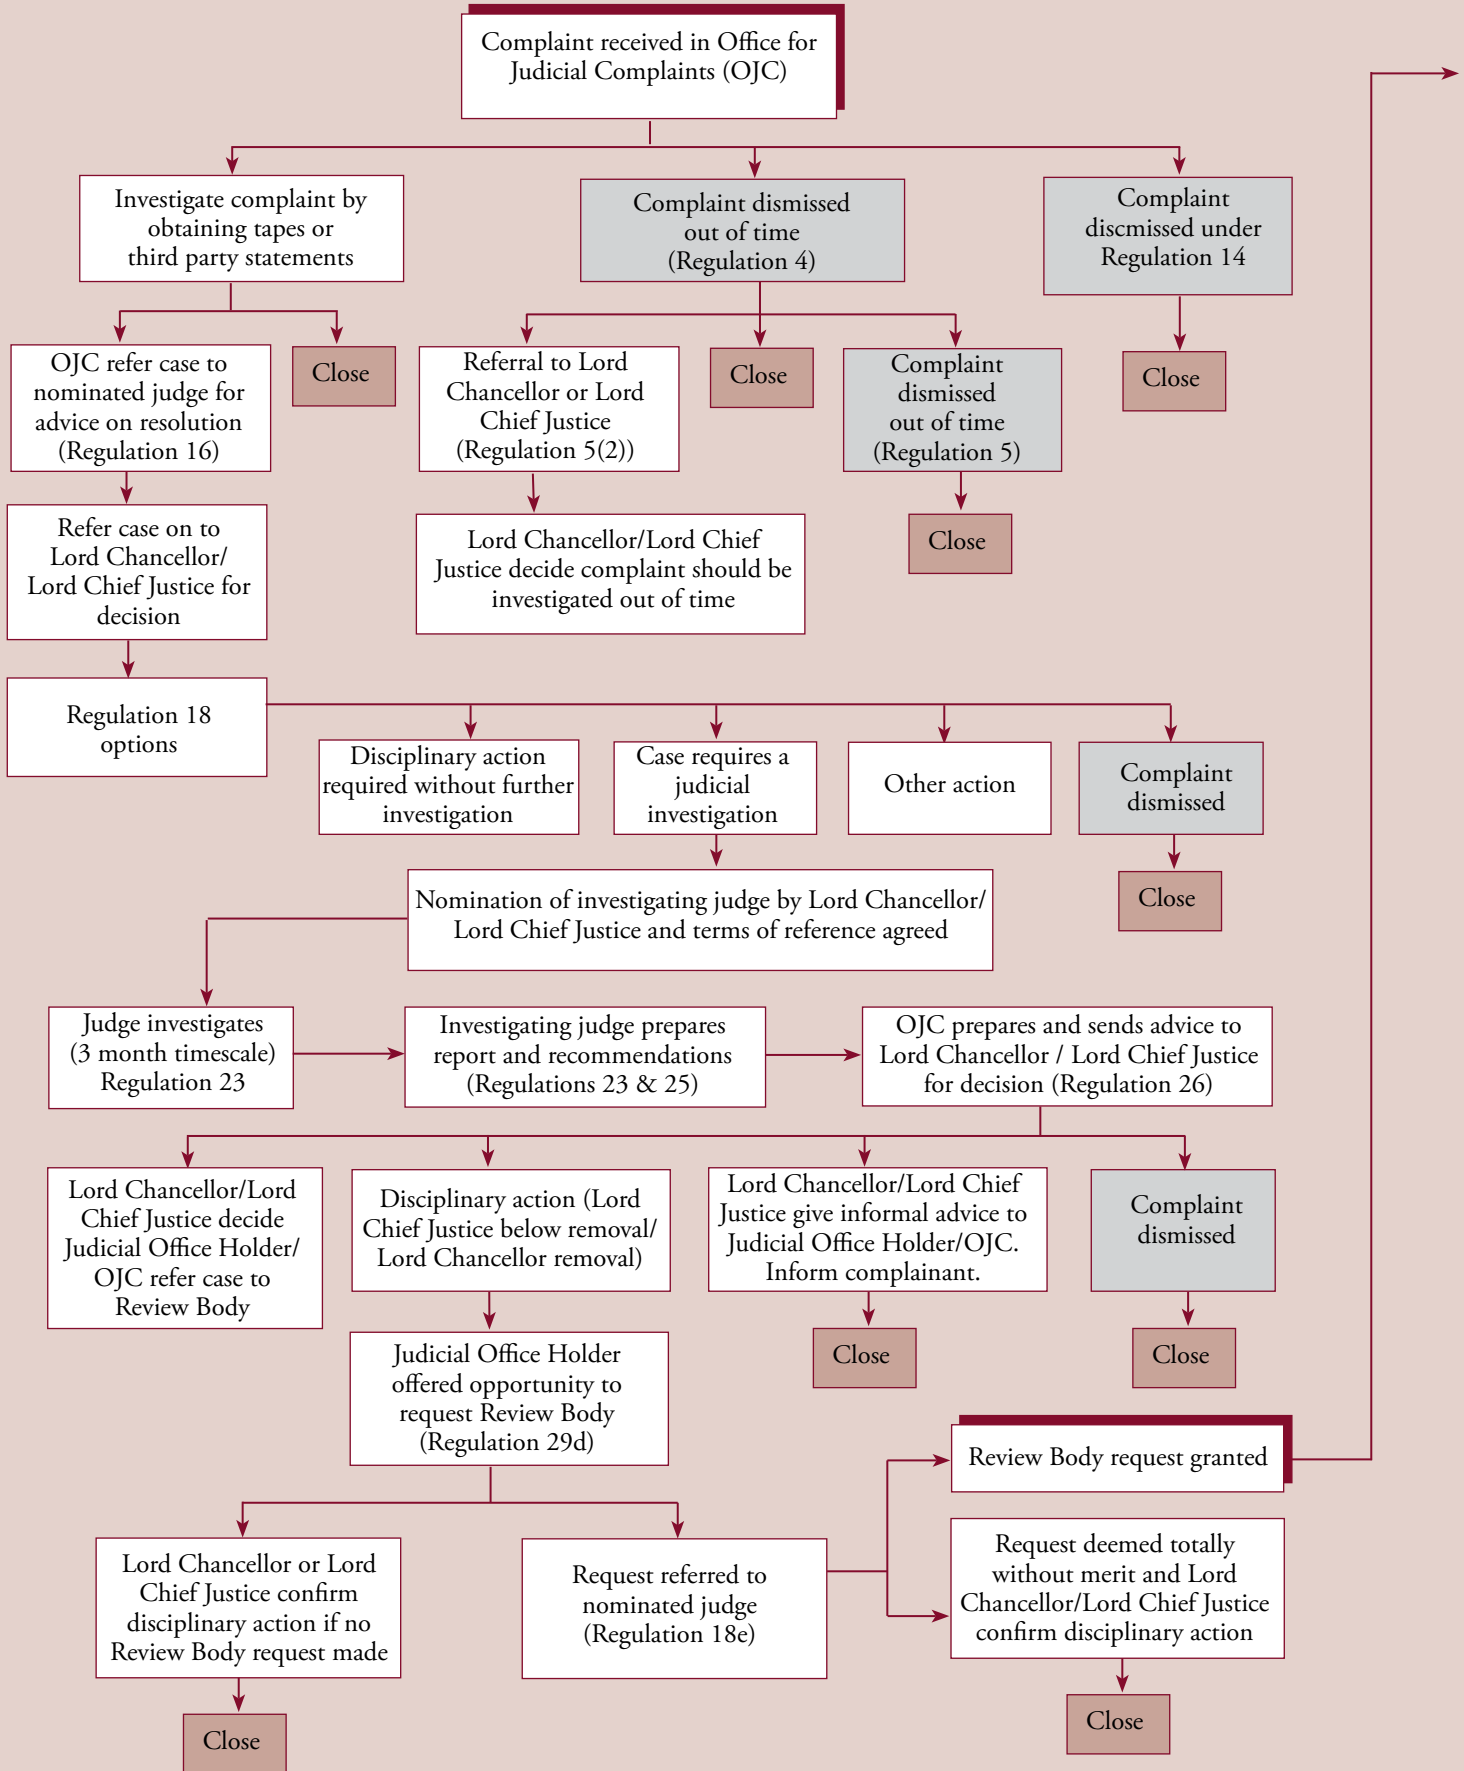 Complaint received in Office for
Judicial Complaints (OJC)
Investigate complaint by
obtaining tapes or
third party statements
Complaint dismissed
out of time
(Regulation 4)
Complaint
discmissed under
Regulation 14
OJC refer case to
nominated judge for
advice on resolution
(Regulation 16)
Close
Referral to Lord
Chancellor or Lord
Chief Justice
(Regulation 5(2))
Close
Complaint
dismissed
out of time
(Regulation 5)
Close
Refer case on to
Lord Chancellor/
Lord Chief Justice for
decision
Lord Chancellor/Lord Chief
Justice decide complaint should be
investigated out of time
Close
Regulation 18
options
Disciplinary action
required without further
investigation
Case requires a
judicial
investigation
Other action
Complaint
dismissed
Close
Nomination of investigating judge by Lord Chancellor/
Lord Chief Justice and terms of reference agreed
Judge investigates
(3 month timescale)
Regulation 23
Investigating judge prepares
report and recommendations
(Regulations 23 & 25)
OJC prepares and sends advice to
Lord Chancellor / Lord Chief Justice
for decision (Regulation 26)
Lord Chancellor/Lord
Chief Justice decide
Judicial Office Holder/
OJC refer case to
Review Body
Disciplinary action (Lord
Chief Justice below removal/
Lord Chancellor removal)
Lord Chancellor/Lord Chief
Justice give informal advice to
Judicial Office Holder/OJC.
Inform complainant.
Complaint
dismissed
Close
Close
Judicial Office Holder
offered opportunity to
request Review Body
(Regulation 29d)
Review Body request granted
Lord Chancellor or Lord
Chief Justice confirm
disciplinary action if no
Review Body request made
Request referred to
nominated judge
(Regulation 18e)
Request deemed totally
without merit and Lord
Chancellor/Lord Chief Justice
confirm disciplinary action
Close
Close